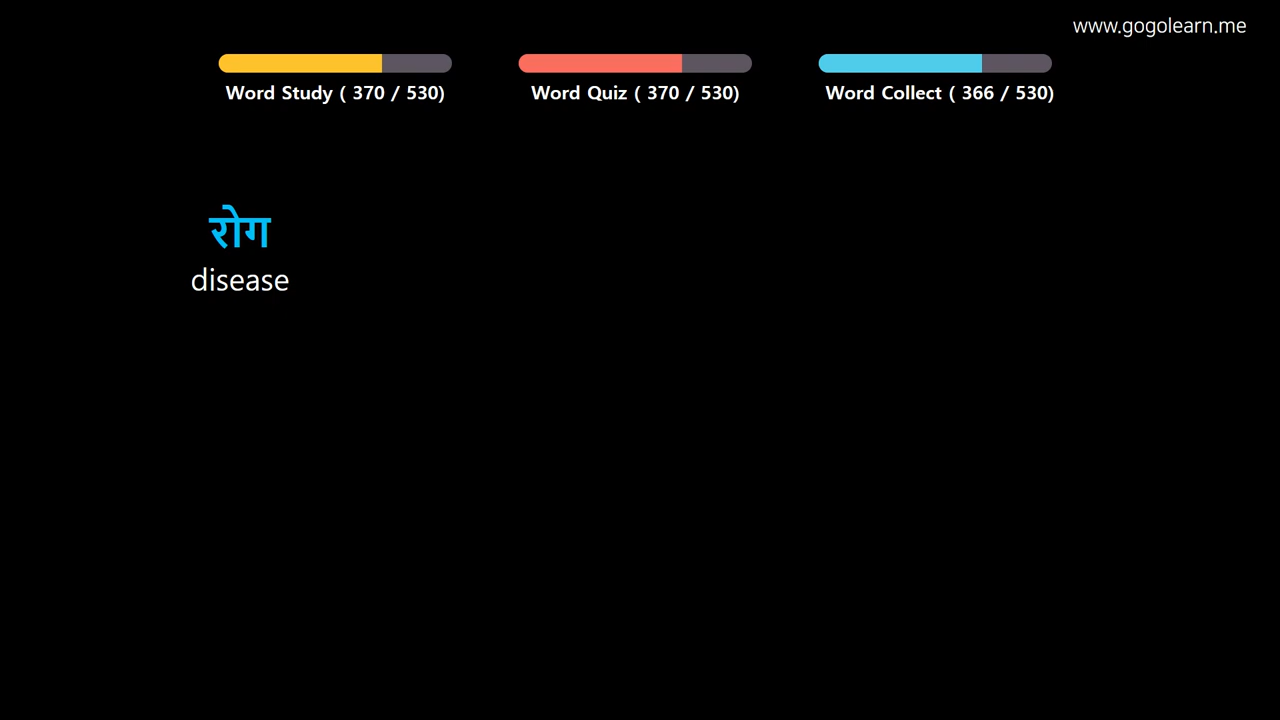 www.gogolearn.me
Word Study ( 370 / 530)
Word Quiz ( 370 / 530)
Word Collect ( 366 / 530)
रोग
disease